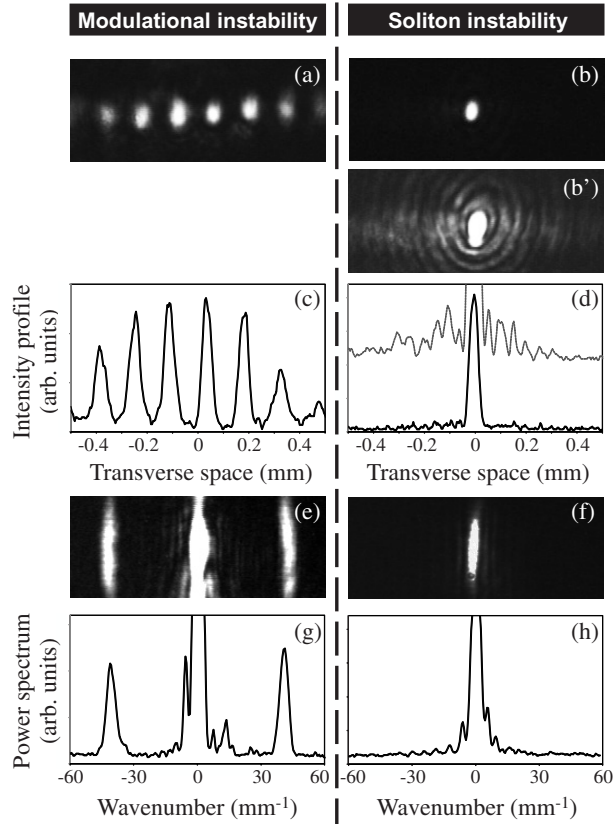 Modulational instability
Soliton instability
(a)
(b)
(b')
(c)
(d)
Intensity profile
(arb. units)
-0.4 -0.2 0 0.2 0.4
-0.4 -0.2 0 0.2 0.4
Transverse space (mm)
Transverse space (mm)
(e)
(f)
(g)
(h)
Power spectrum
(arb. units)
-60 -30 0 30 60
-60 -30 0 30 60
Wavenumber (mm⁻¹)
Wavenumber (mm⁻¹)